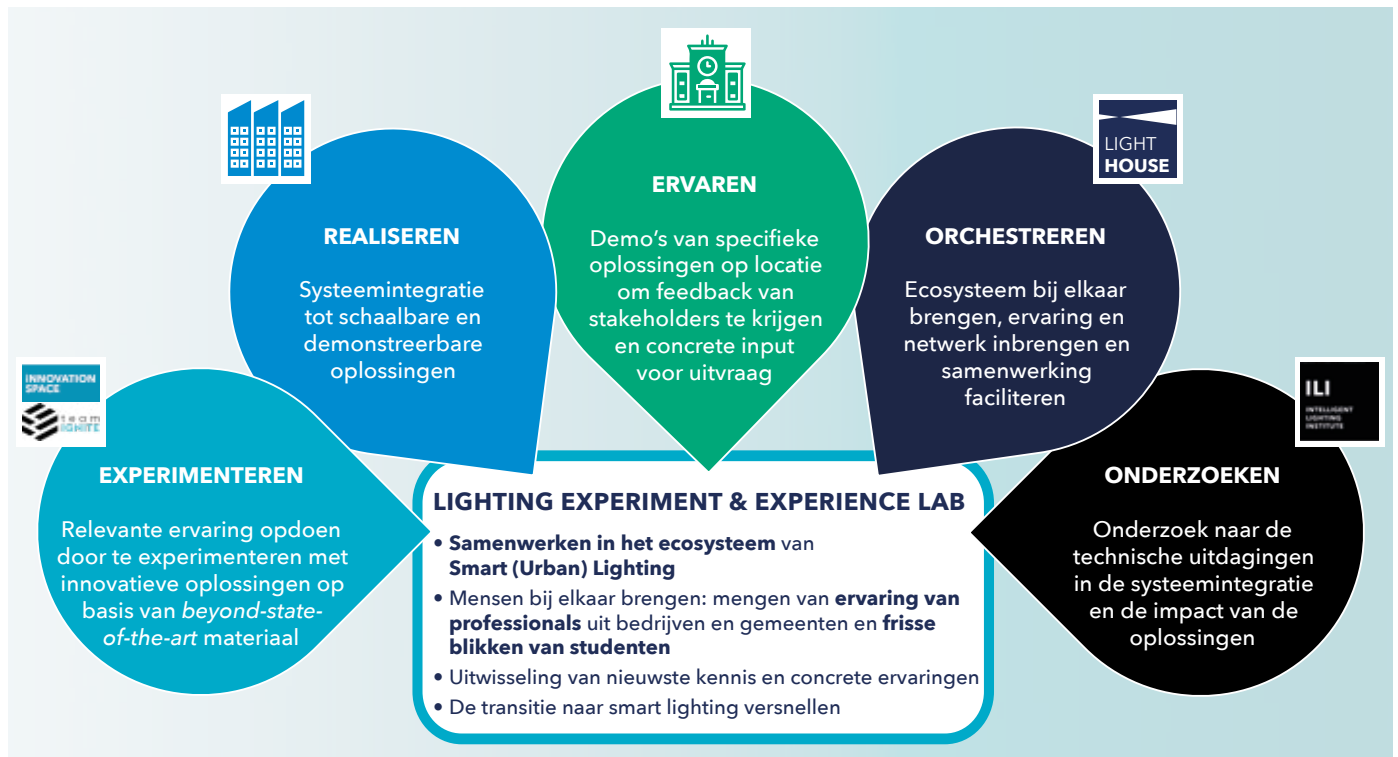 ERVAREN
Demo's van specifieke
oplossingen op locatie
om feedback van
stakeholders te krijgen
en concrete input
voor uitvraag
REALISEREN
Systeemintegratie
tot schaalbare en
demonstreerbare
oplossingen
LIGHT
HOUSE
ORCHESTREREN
Ecosysteem bij elkaar
brengen, ervaring en
netwerk inbrengen en
samenwerking
faciliteren
INNOVATION
SPACE
team
IGNITE
EXPERIMENTEREN
Relevante ervaring opdoen
door te experimenteren met
innovatieve oplossingen op
basis van beyond-state-
of-the-art materiaal
ILI
INTELLIGENT
LIGHTING
INSTITUTE
ONDERZOEKEN
Onderzoek naar de
technische uitdagingen
in de systeemintegratie
en de impact van de
oplossingen
LIGHTING EXPERIMENT & EXPERIENCE LAB
• Samenwerken in het ecosysteem van
Smart (Urban) Lighting
• Mensen bij elkaar brengen: mengen van ervaring van
professionals uit bedrijven en gemeenten en frisse
blikken van studenten
• Uitwisseling van nieuwste kennis en concrete ervaringen
• De transitie naar smart lighting versnellen